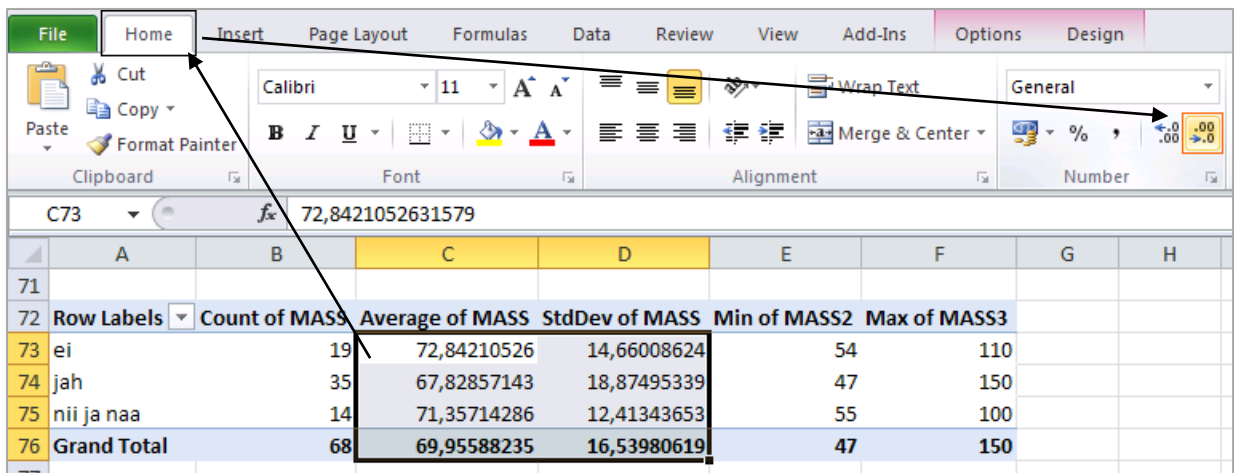 File Home Insert Page Layout Formulas Data Review View Add-Ins Options Design
Cut
Calibri 11 A A Wrap Text General
Copy
Paste B I U A Merge & Center % , .00 .00
Format Painter
Clipboard Font Alignment Number
C73 fx 72,8421052631579
A B C D E F G H
71
72 Row Labels Count of MASS Average of MASS StdDev of MASS Min of MASS2 Max of MASS3
73 ei 19 72,84210526 14,66008624 54 110
74 jah 35 67,82857143 18,87495339 47 150
75 nii ja naa 14 71,35714286 12,41343653 55 100
76 Grand Total 68 69,95588235 16,53980619 47 150